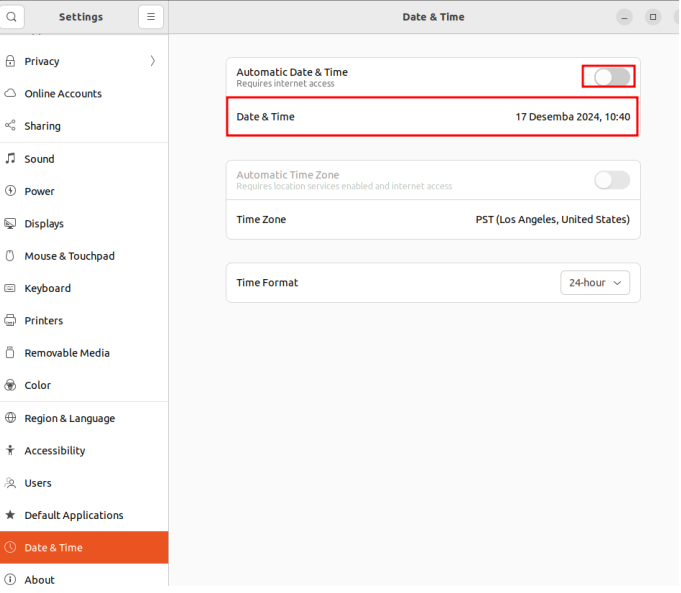 Settings
Date & Time
Privacy
Online Accounts
Sharing
Sound
Power
Displays
Mouse & Touchpad
Keyboard
Printers
Removable Media
Color
Region & Language
Accessibility
Users
Default Applications
Date & Time
About
Automatic Date & Time
Requires internet access
Date & Time 17 Desemba 2024, 10:40
Automatic Time Zone
Requires location services enabled and internet access
Time Zone PST (Los Angeles, United States)
Time Format 24-hour